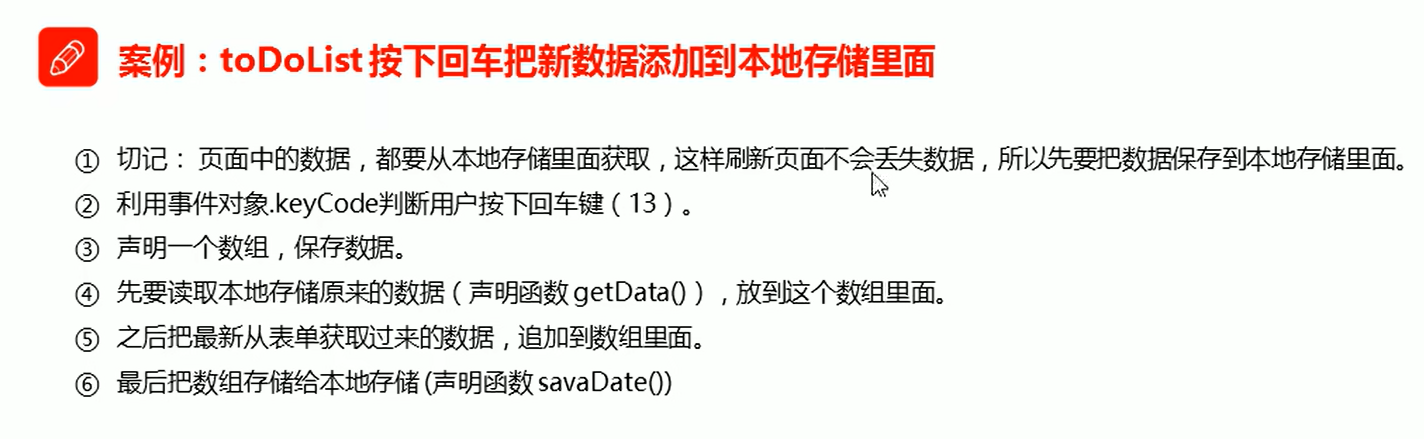 案例：toDoList 按下回车把新数据添加到本地存储里面
① 切记： 页面中的数据，都要从本地存储里面获取，这样刷新页面不会丢失数据，所以先要把数据保存到本地存储里面。
② 利用事件对象.keyCode判断用户按下回车键（13）。
③ 声明一个数组，保存数据。
④ 先要读取本地存储原来的数据（声明函数 getData()），放到这个数组里面。
⑤ 之后把最新从表单获取过来的数据，追加到数组里面。
⑥ 最后把数组存储给本地存储 (声明函数 savaDate())